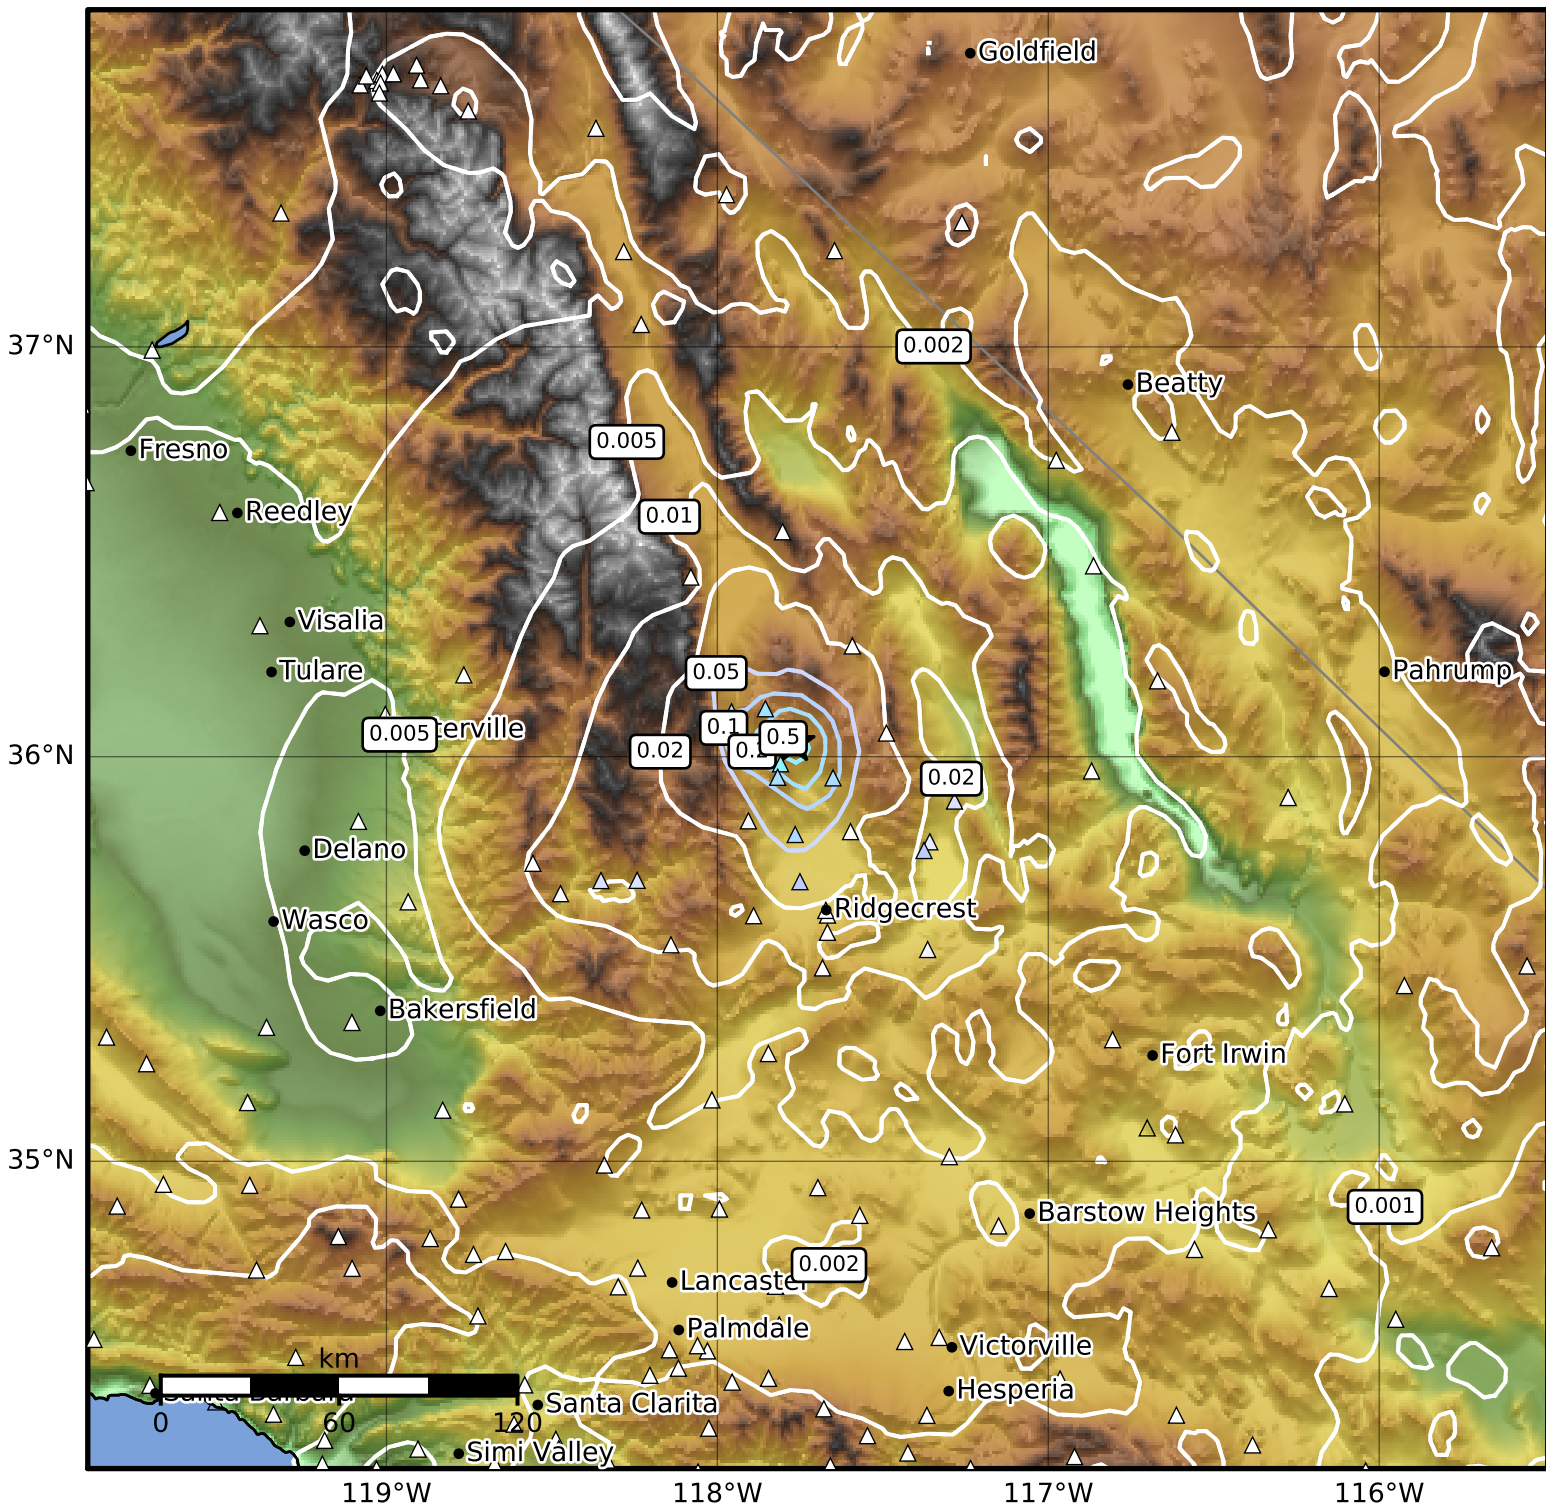 Goldfield
0.002
37°N
Beatty
0.005
Fresno
0.01
Reedley
Visalia
Tulare
0.05
Pahrump
0.005
terville
0.1
0.5
0.02
36°N
0.02
Delano
Ridgecrest
Wasco
Bakersfield
Fort Irwin
35°N
0.001
Barstow Heights
0.002
Lancaster
Palmdale
Victorville
km
Hesperia
Santa Barbara
Santa Clarita
0 60 120
Simi Valley
119°W 118°W 117°W 116°W